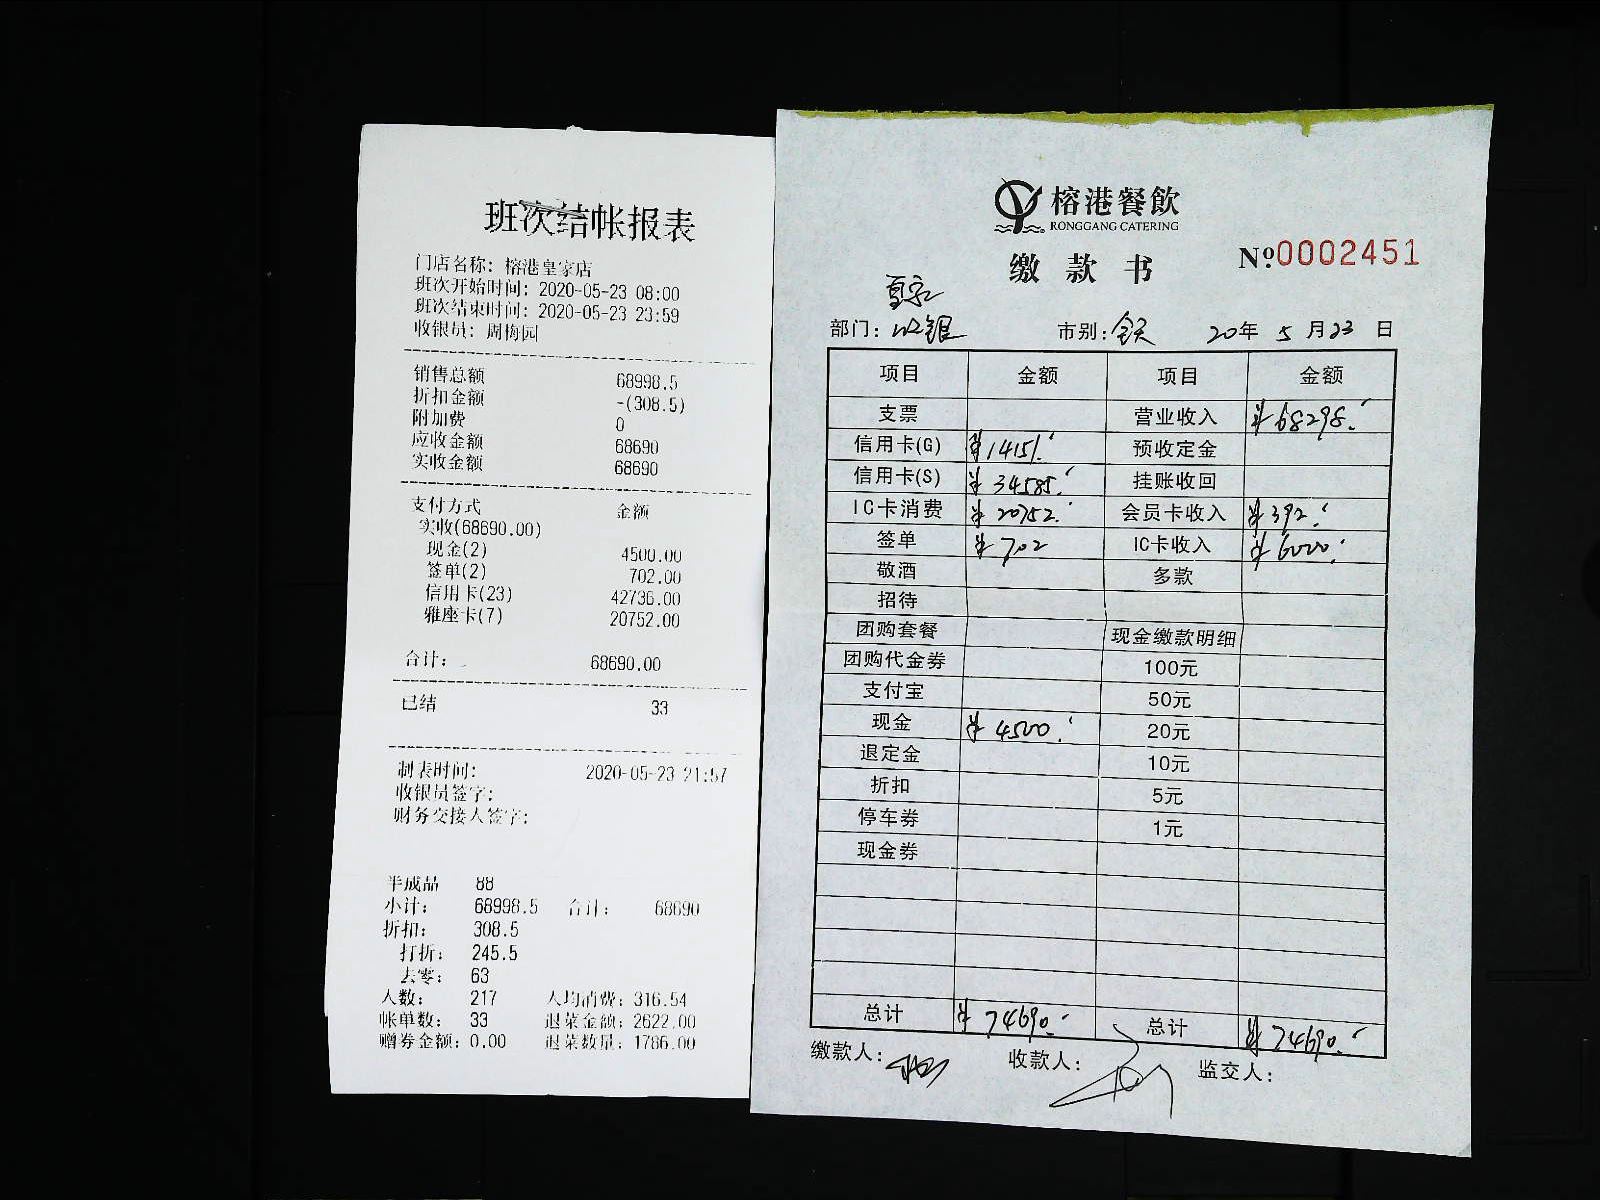 班次结帐报表
门店名称: 榕港皇家店
班次开始时间: 2020-05-23 08:00
班次结束时间: 2020-05-23 23:59
收银员: 周梅园
销售总额 68998.5
折扣金额 -(308.5)
附加费 0
应收金额 68690
实收金额 68690
支付方式 金额
实收(68690.00)
现金(2) 4500.00
签单(2) 702.00
信用卡(23) 42736.00
雅座卡(7) 20752.00
合计: 68690.00
已结 33
制表时间: 2020-05-23 21:57
收银员签字:
财务交接人签字:
半成品 88
小计: 68998.5 合计: 68690
折扣: 308.5
打折: 245.5
去零: 63
人数: 217 人均消费: 316.54
帐单数: 33 退菜金额: 2622.00
赠券金额: 0.00 退菜数量: 1786.00
榕港餐飲
RONGGANG CATERING
缴款书 №0002451
皇家
部门: 收银 市别: 全天 20年 5月23日
项目 金额 项目 金额
支票 营业收入 ¥68298.
信用卡(G) ¥14151. 预收定金
信用卡(S) ¥34585. 挂账收回
IC卡消费 ¥20752. 会员卡收入 ¥392.
签单 ¥702 IC卡收入 ¥6000.
敬酒 多款
招待
团购套餐 现金缴款明细
团购代金券 100元
支付宝 50元
现金 ¥4500. 20元
退定金 10元
折扣 5元
停车券 1元
现金券
总计 ¥74690. 总计 ¥74690.
缴款人: 收款人: 监交人: